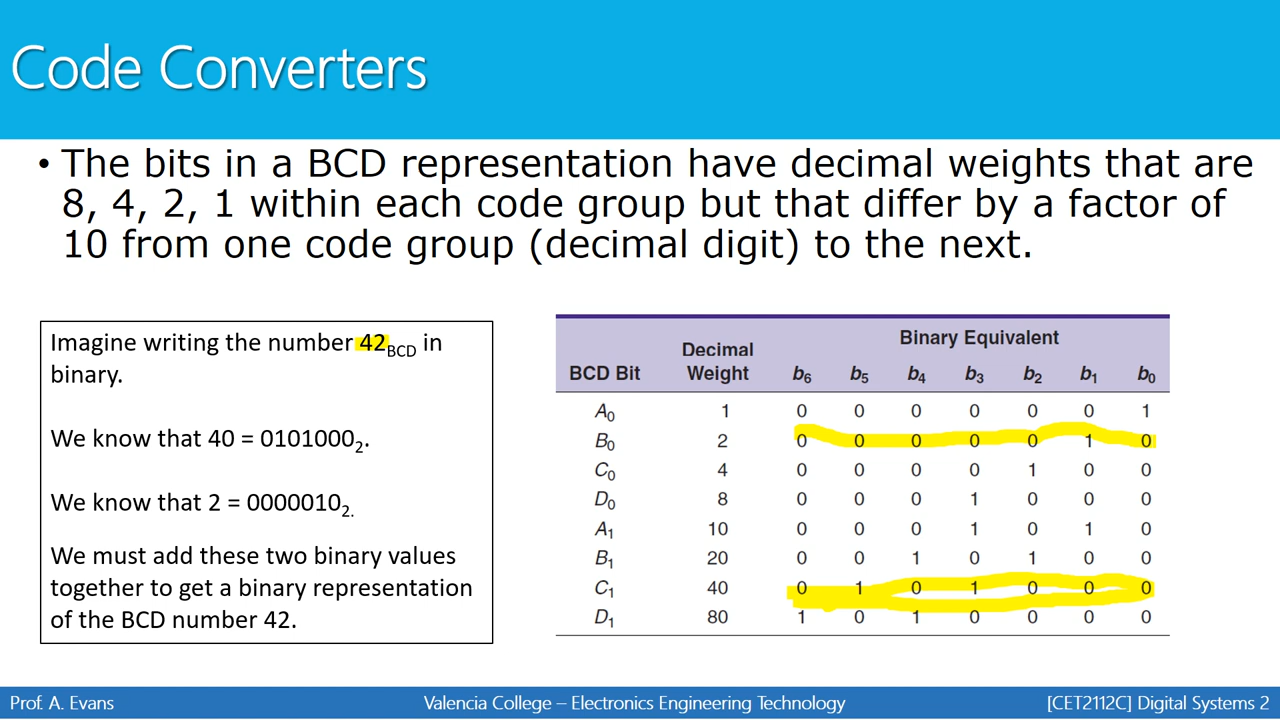 Code Converters
• The bits in a BCD representation have decimal weights that are
8, 4, 2, 1 within each code group but that differ by a factor of
10 from one code group (decimal digit) to the next.
Imagine writing the number 42BCD in
binary.
We know that 40 = 0101000₂.
We know that 2 = 0000010₂.
We must add these two binary values
together to get a binary representation
of the BCD number 42.
Binary Equivalent
Decimal
BCD Bit Weight b₆ b₅ b₄ b₃ b₂ b₁ b₀
A₀ 1 0 0 0 0 0 0 1
B₀ 2 0 0 0 0 0 1 0
C₀ 4 0 0 0 0 1 0 0
D₀ 8 0 0 0 1 0 0 0
A₁ 10 0 0 0 1 0 1 0
B₁ 20 0 0 1 0 1 0 0
C₁ 40 0 1 0 1 0 0 0
D₁ 80 1 0 1 0 0 0 0
Prof. A. Evans Valencia College – Electronics Engineering Technology [CET2112C] Digital Systems 2